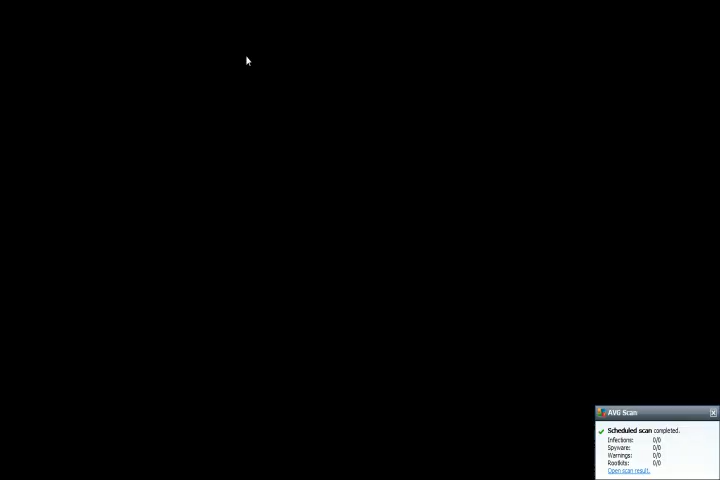 AVG Scan
Scheduled scan completed.
Infections: 0/0
Spyware: 0/0
Warnings: 0/0
Rootkits: 0/0
Open scan result.